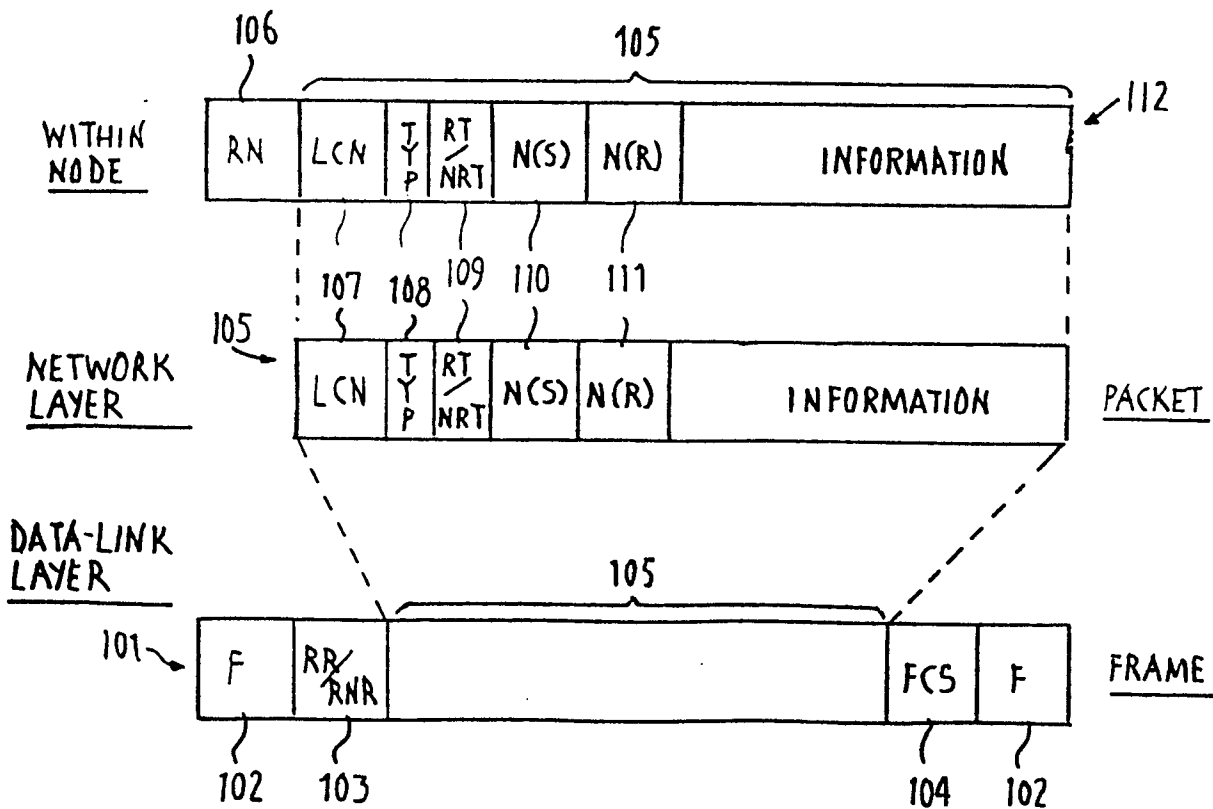 106
105
112
WITHIN
NODE
RN
LCN
TYP
RT/NRT
N(S)
N(R)
INFORMATION
107
108
109
110
111
105
NETWORK
LAYER
LCN
TYP
RT/NRT
N(S)
N(R)
INFORMATION
PACKET
DATA-LINK
LAYER
105
101
F
RR/RNR
FCS
F
FRAME
102
103
104
102